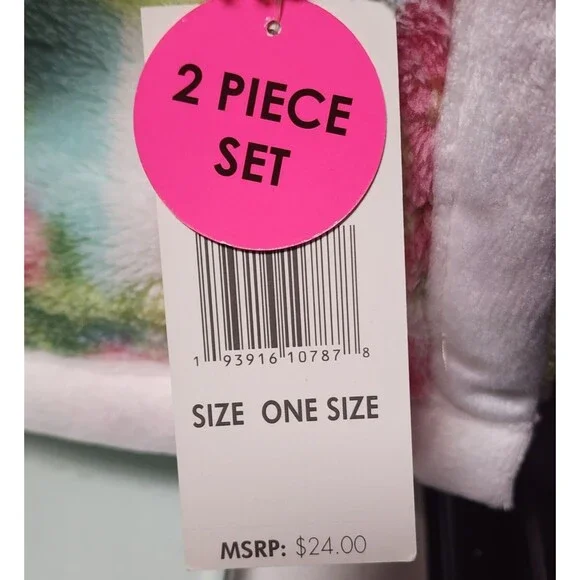 2 PIECE
SET
1 93916 10787 8
SIZE ONE SIZE
MSRP: $24.00